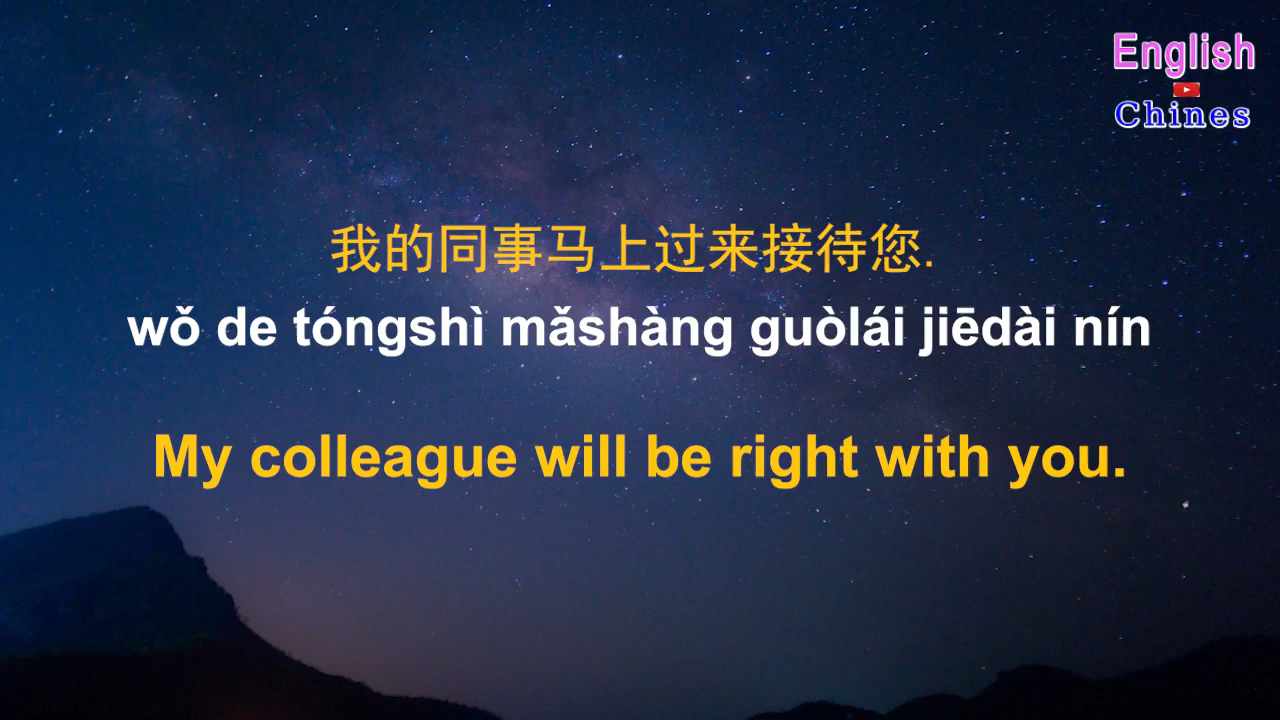 English
Chines
我的同事马上过来接待您.
wǒ de tóngshì mǎshàng guòlái jiēdài nín
My colleague will be right with you.